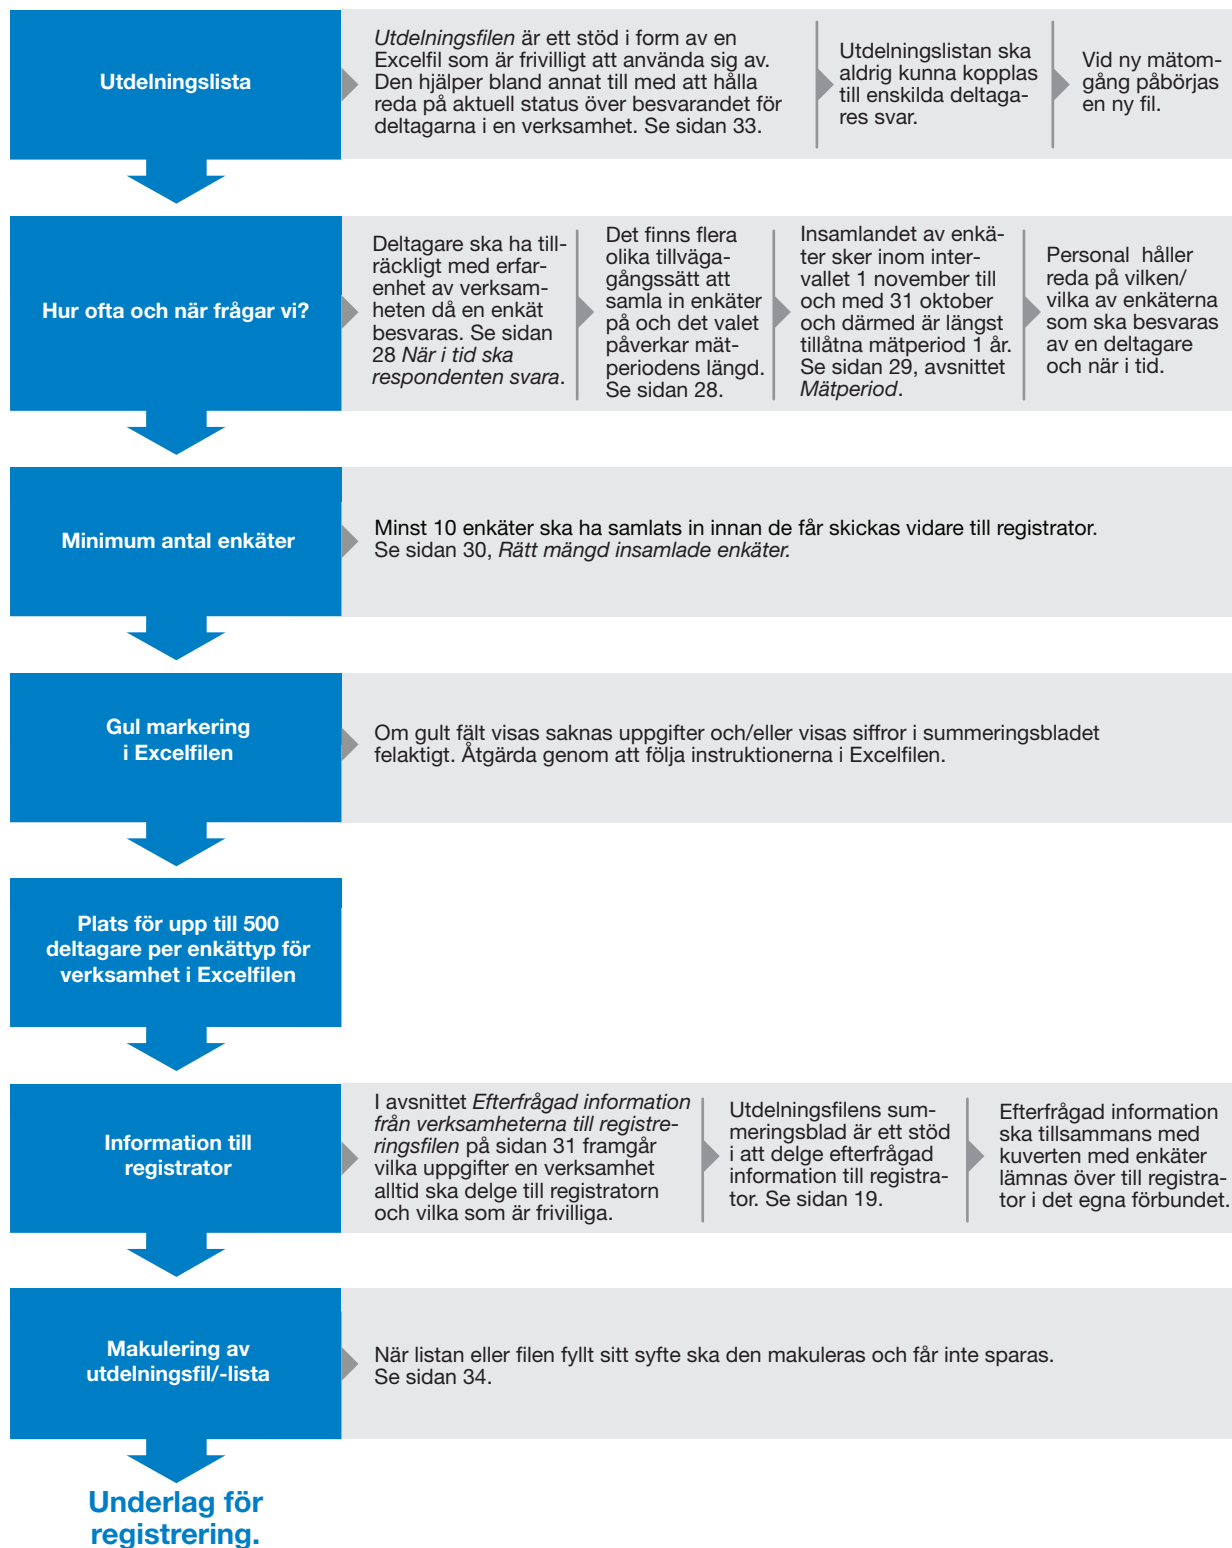 Utdelningslista
Utdelningsfilen är ett stöd i form av en
Excelfil som är frivilligt att använda sig av.
Den hjälper bland annat till med att hålla
reda på aktuell status över besvarandet för
deltagarna i en verksamhet. Se sidan 33.
Utdelningslistan ska
aldrig kunna kopplas
till enskilda deltaga-
res svar.
Vid ny mätom-
gång påbörjas
en ny fil.
Hur ofta och när frågar vi?
Deltagare ska ha till-
räckligt med erfar-
enhet av verksam-
heten då en enkät
besvaras. Se sidan
28 När i tid ska
respondenten svara.
Det finns flera
olika tillväga-
gångssätt att
samla in enkäter
på och det valet
påverkar mät-
periodens längd.
Se sidan 28.
Insamlandet av enkä-
ter sker inom inter-
vallet 1 november till
och med 31 oktober
och därmed är längst
tillåtna mätperiod 1 år.
Se sidan 29, avsnittet
Mätperiod.
Personal  håller
reda på vilken/
vilka av enkäterna
som ska besvaras
av en deltagare
och när i tid.
Minimum antal enkäter
Minst 10 enkäter ska ha samlats in innan de får skickas vidare till registrator.
Se sidan 30, Rätt mängd insamlade enkäter.
Gul markering
i Excelfilen
Om gult fält visas saknas uppgifter och/eller visas siffror i summeringsbladet
felaktigt. Åtgärda genom att följa instruktionerna i Excelfilen.
Plats för upp till 500
deltagare per enkättyp för
verksamhet i Excelfilen
Information till
registrator
I avsnittet Efterfrågad information
från verksamheterna till registre-
ringsfilen på sidan 31 framgår
vilka uppgifter en verksamhet
alltid ska delge till registratorn
och vilka som är frivilliga.
Utdelningsfilens sum-
meringsblad är ett stöd
i att delge efterfrågad
information till registra-
tor. Se sidan 19.
Efterfrågad information
ska tillsammans med
kuverten med enkäter
lämnas över till registra-
tor i det egna förbundet.
Makulering av
utdelningsfil/-lista
När listan eller filen fyllt sitt syfte ska den makuleras och får inte sparas.
Se sidan 34.
Underlag för
registrering.